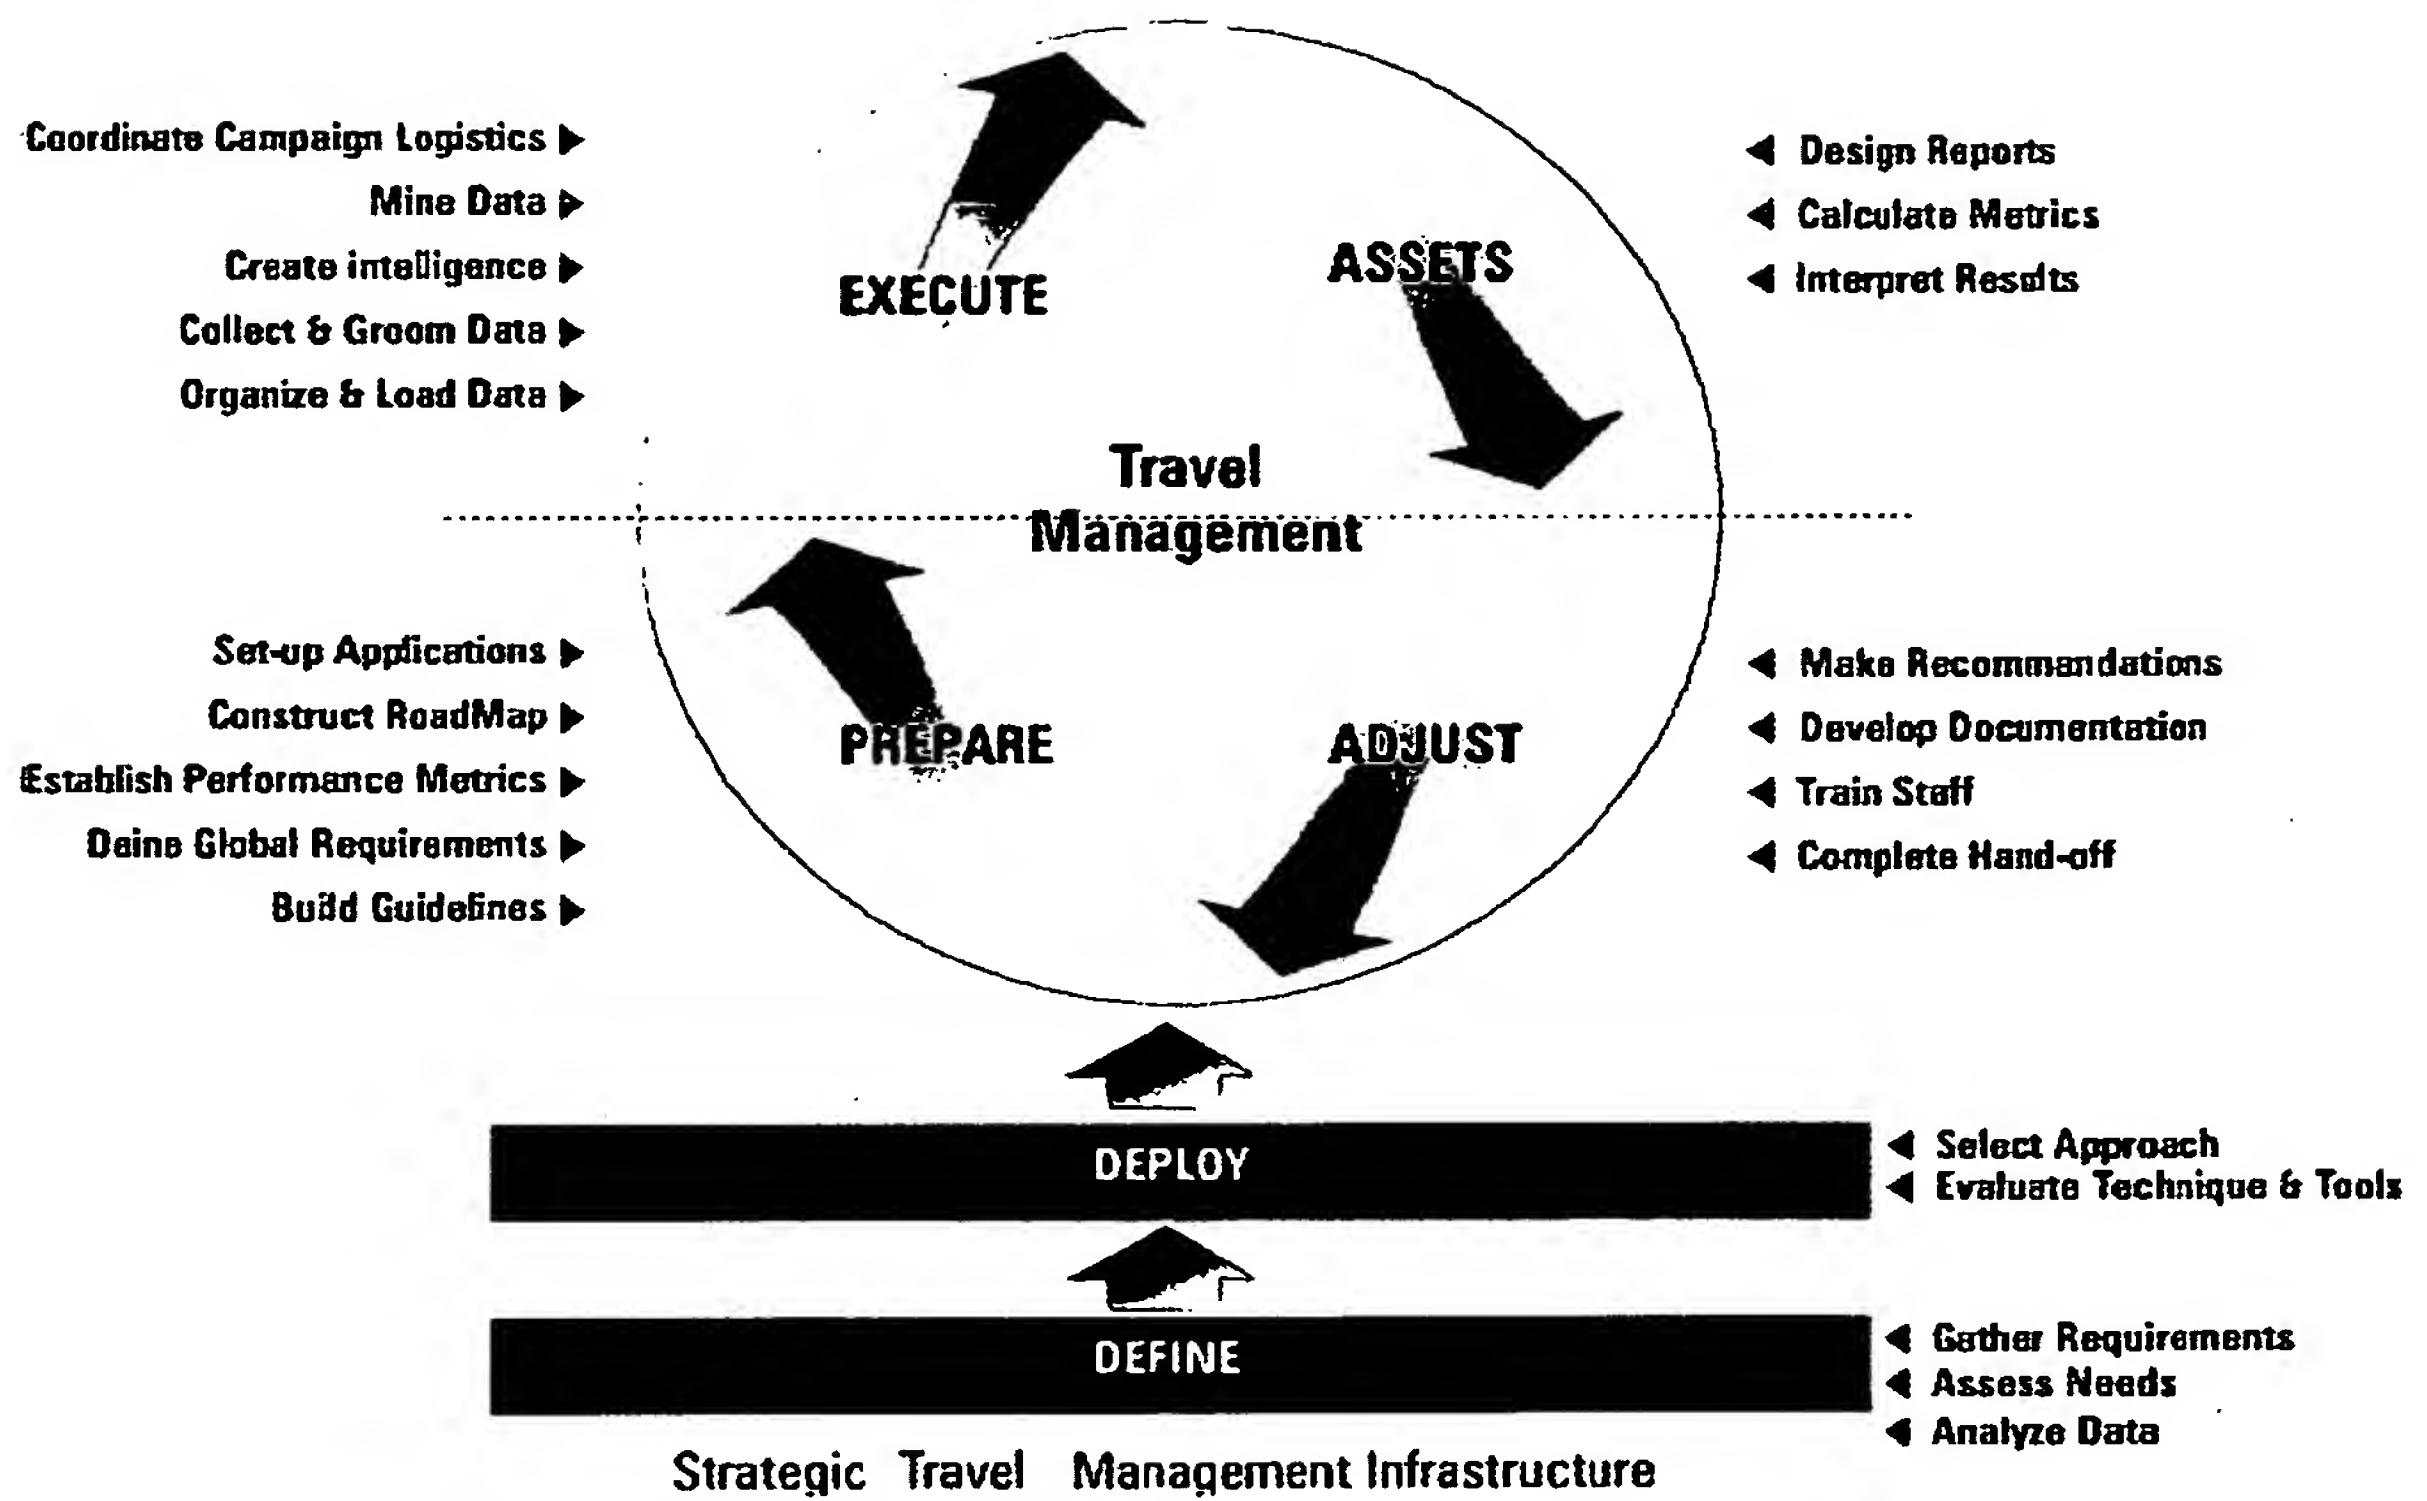 Coordinate Campaign Logistics
Mine Data
Create intelligence
Collect & Groom Data
Organize & Load Data
EXECUTE
ASSETS
Design Reports
Calculate Metrics
Interpret Results
Travel
Management
Set-up Applications
Construct RoadMap
Establish Performance Metrics
Deine Global Requirements
Build Guidelines
PREPARE
ADJUST
Make Recommandations
Develop Documentation
Train Staff
Complete Hand-off
DEPLOY
Select Approach
Evaluate Technique & Tools
DEFINE
Gather Requirements
Assess Needs
Analyze Data
Strategic Travel Management Infrastructure